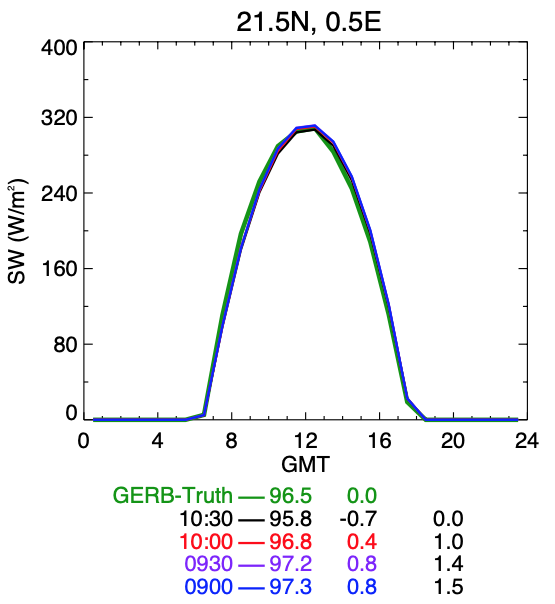 21.5N, 0.5E
400
320
240
160
80
0
SW (W/m²)
0 4 8 12 16 20 24
GMT
GERB-Truth — 96.5 0.0
10:30 — 95.8 -0.7 0.0
10:00 — 96.8 0.4 1.0
0930 — 97.2 0.8 1.4
0900 — 97.3 0.8 1.5